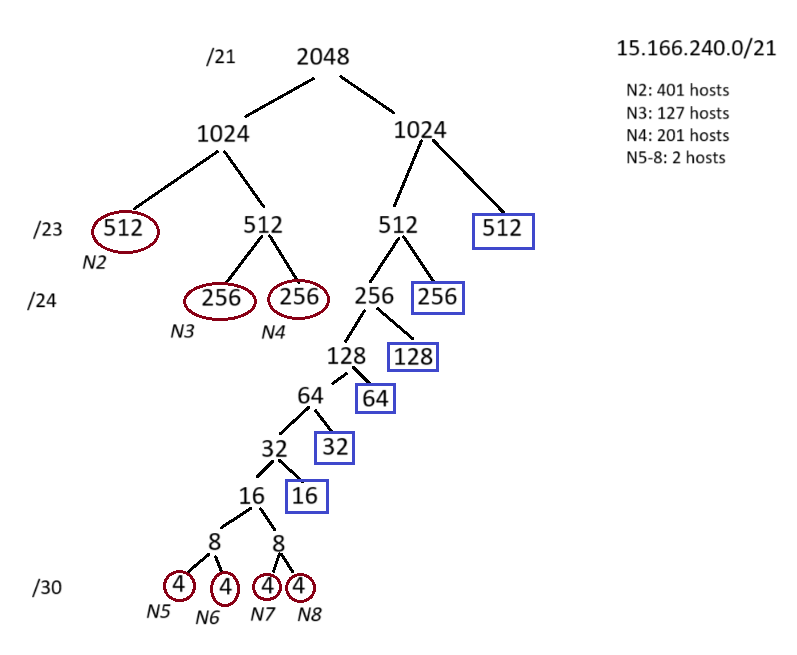 /21 2048
15.166.240.0/21
N2: 401 hosts
N3: 127 hosts
N4: 201 hosts
N5-8: 2 hosts
1024 1024
/23 512 512 512 512
N2
/24 256 256 256 256
N3 N4
128 128
64 64
32 32
16 16
8 8
/30 4 4 4 4
N5 N6 N7 N8